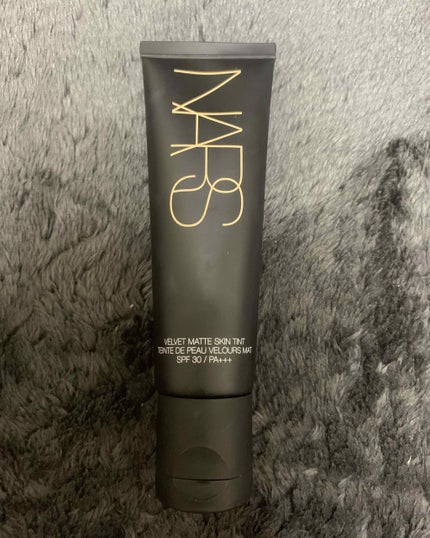 NARS
VELVET MATTE SKIN TINT
TEINTE DE PEAU VELOURS MAT
SPF 30 / PA+++